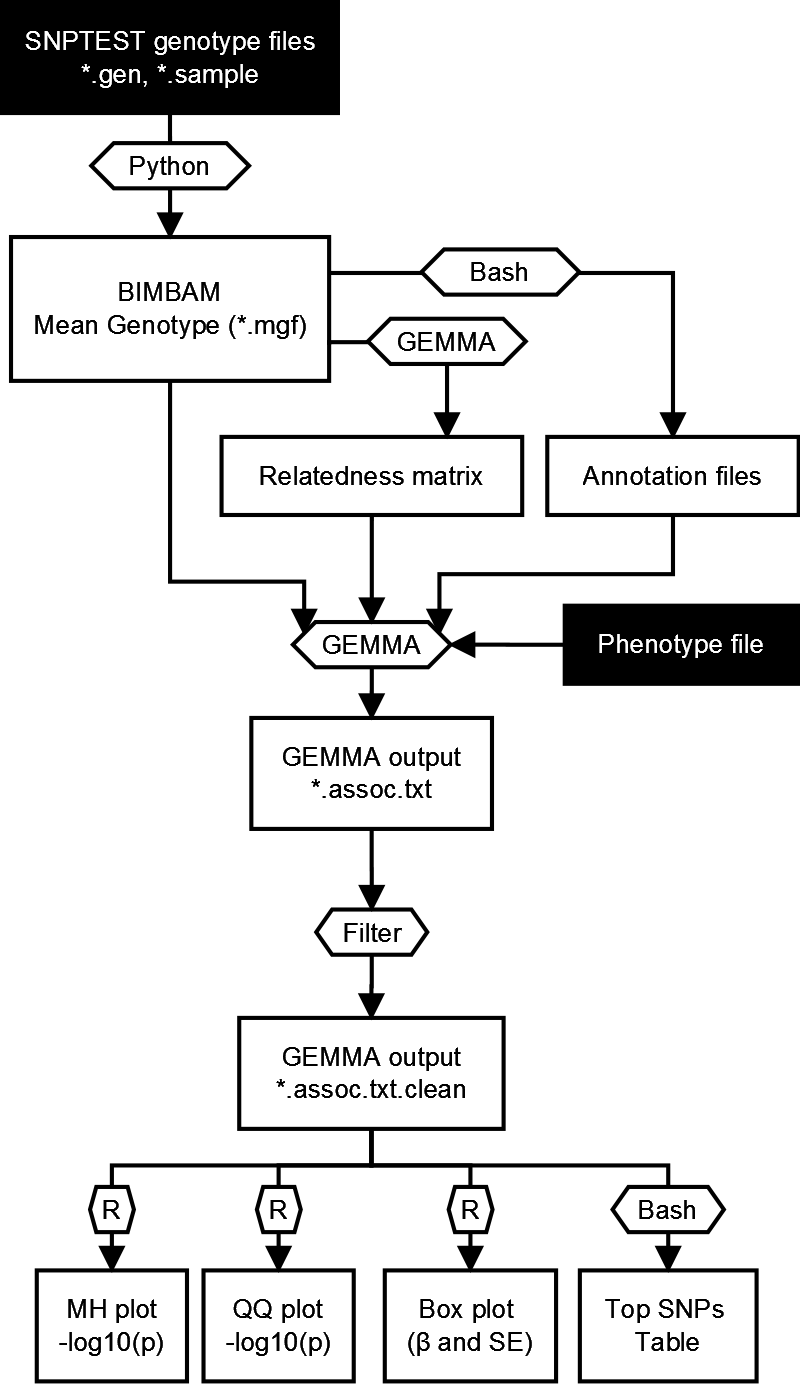 SNPTEST genotype files
*.gen, *.sample
Python
BIMBAM
Mean Genotype (*.mgf)
Bash
GEMMA
Relatedness matrix
Annotation files
GEMMA
Phenotype file
GEMMA output
*.assoc.txt
Filter
GEMMA output
*.assoc.txt.clean
R
R
R
Bash
MH plot
-log10(p)
QQ plot
-log10(p)
Box plot
(β and SE)
Top SNPs
Table